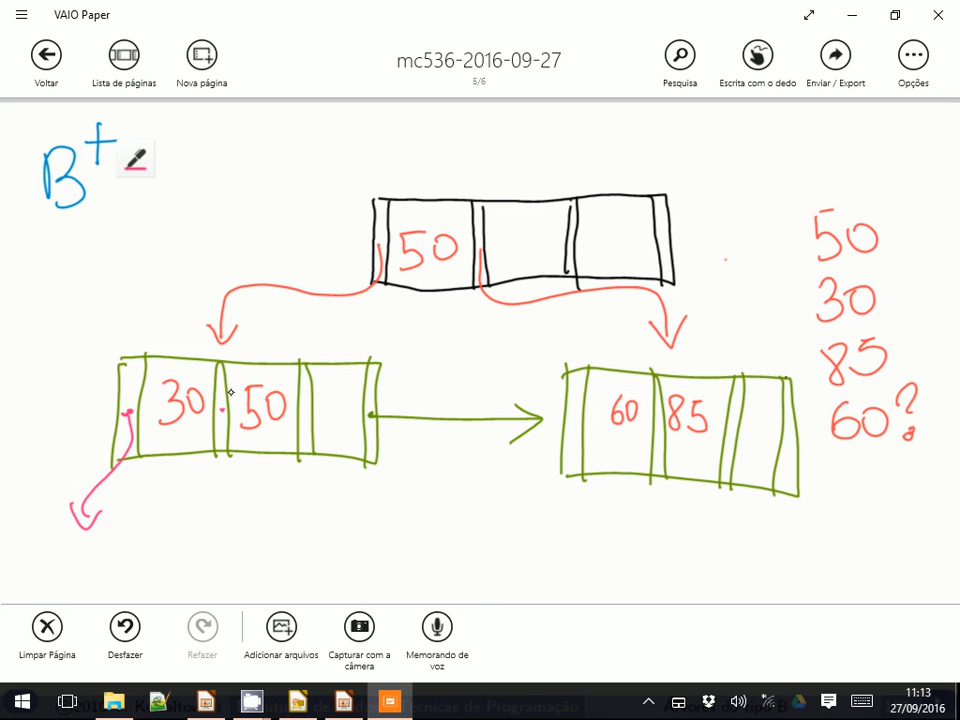 VAIO Paper
Voltar
Lista de páginas
Nova página
mc536-2016-09-27
5/6
Pesquisa
Escrita com o dedo
Enviar / Export
Opções
B+
50
50
30
85
60?
30 50
60 85
Limpar Página
Desfazer
Refazer
Adicionar arquivos
Capturar com a
câmera
Memorando de
voz
11:13
27/09/2016